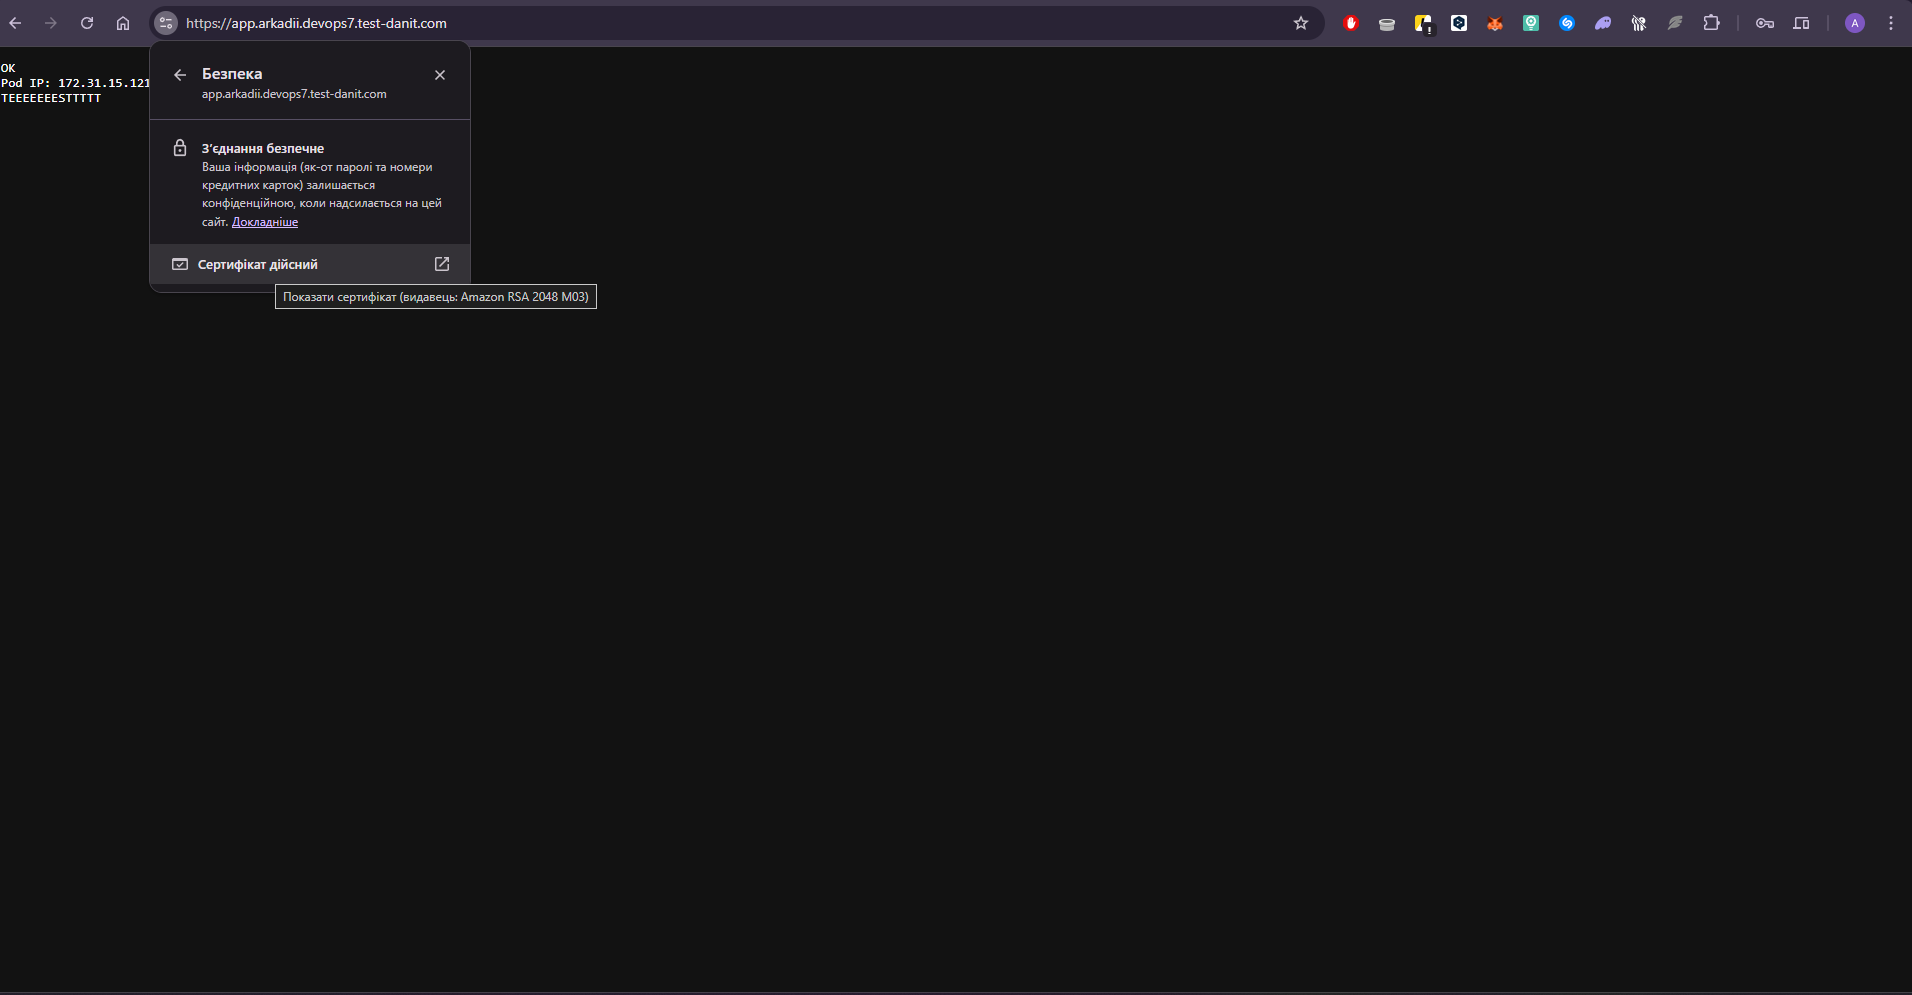 https://app.arkadii.devops7.test-danit.com
A
OK
Pod IP: 172.31.15.121
TEEEEEEESTTTTT
Безпека
app.arkadii.devops7.test-danit.com
З’єднання безпечне
Ваша інформація (як-от паролі та номери
кредитних карток) залишається
конфіденційною, коли надсилається на цей
сайт. Докладніше
Сертифікат дійсний
Показати сертифікат (видавець: Amazon RSA 2048 M03)